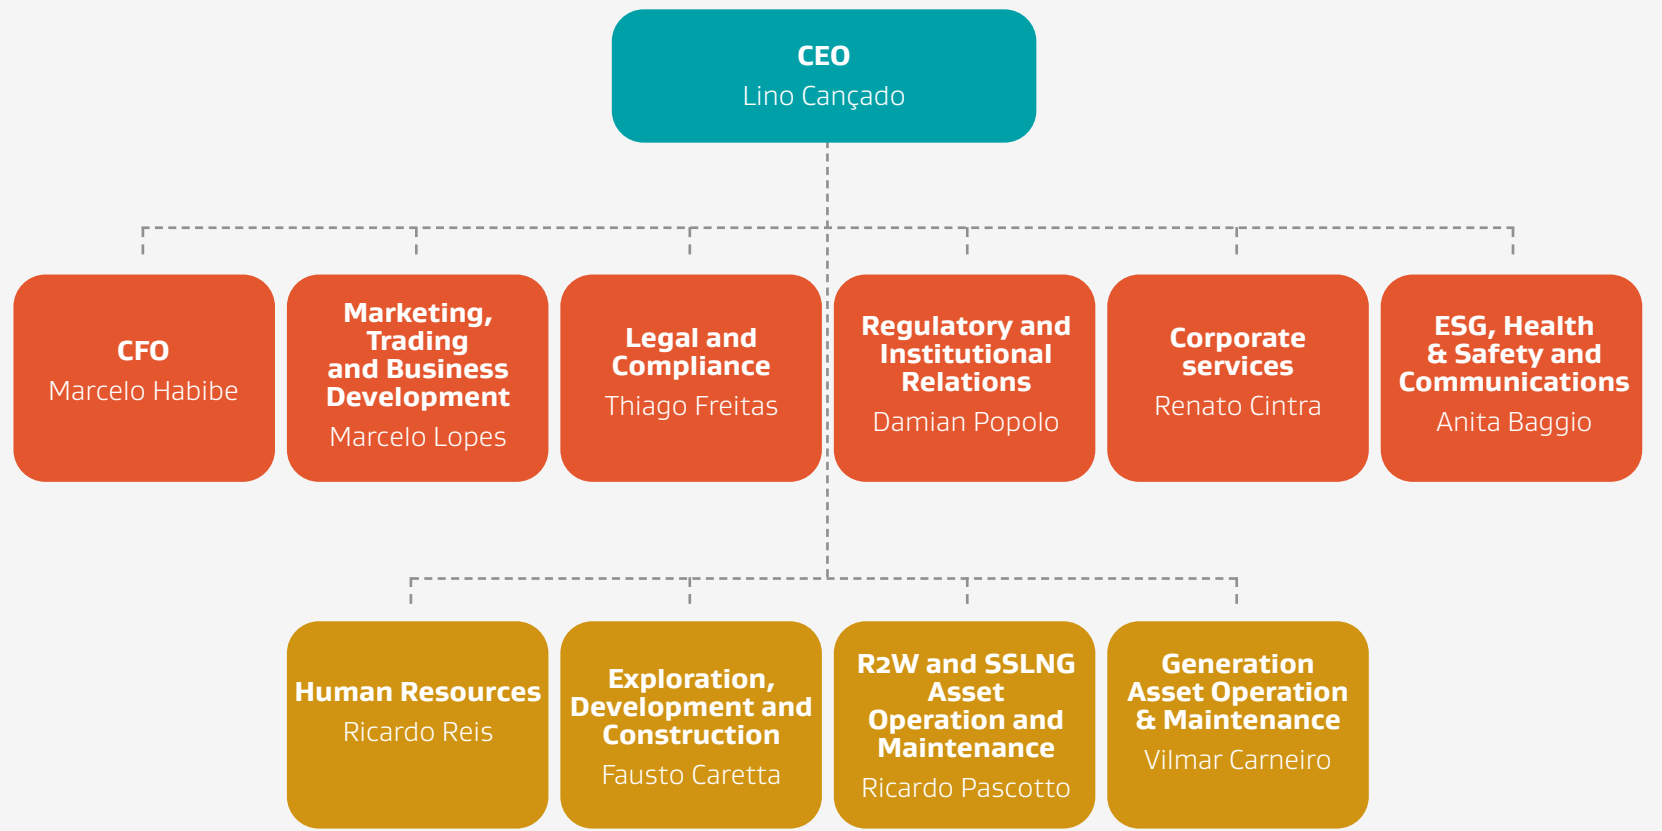 CEO
Lino Cançado
CFO
Marcelo Habibe
Marketing,
Trading
and Business
Development
Marcelo Lopes
Legal and
Compliance
Thiago Freitas
Regulatory and
Institutional
Relations
Damian Popolo
Corporate
services
Renato Cintra
ESG, Health
& Safety and
Communications
Anita Baggio
Human Resources
Ricardo Reis
Exploration,
Development and
Construction
Fausto Caretta
R2W and SSLNG
Asset
Operation and
Maintenance
Ricardo Pascotto
Generation
Asset Operation
& Maintenance
Vilmar Carneiro